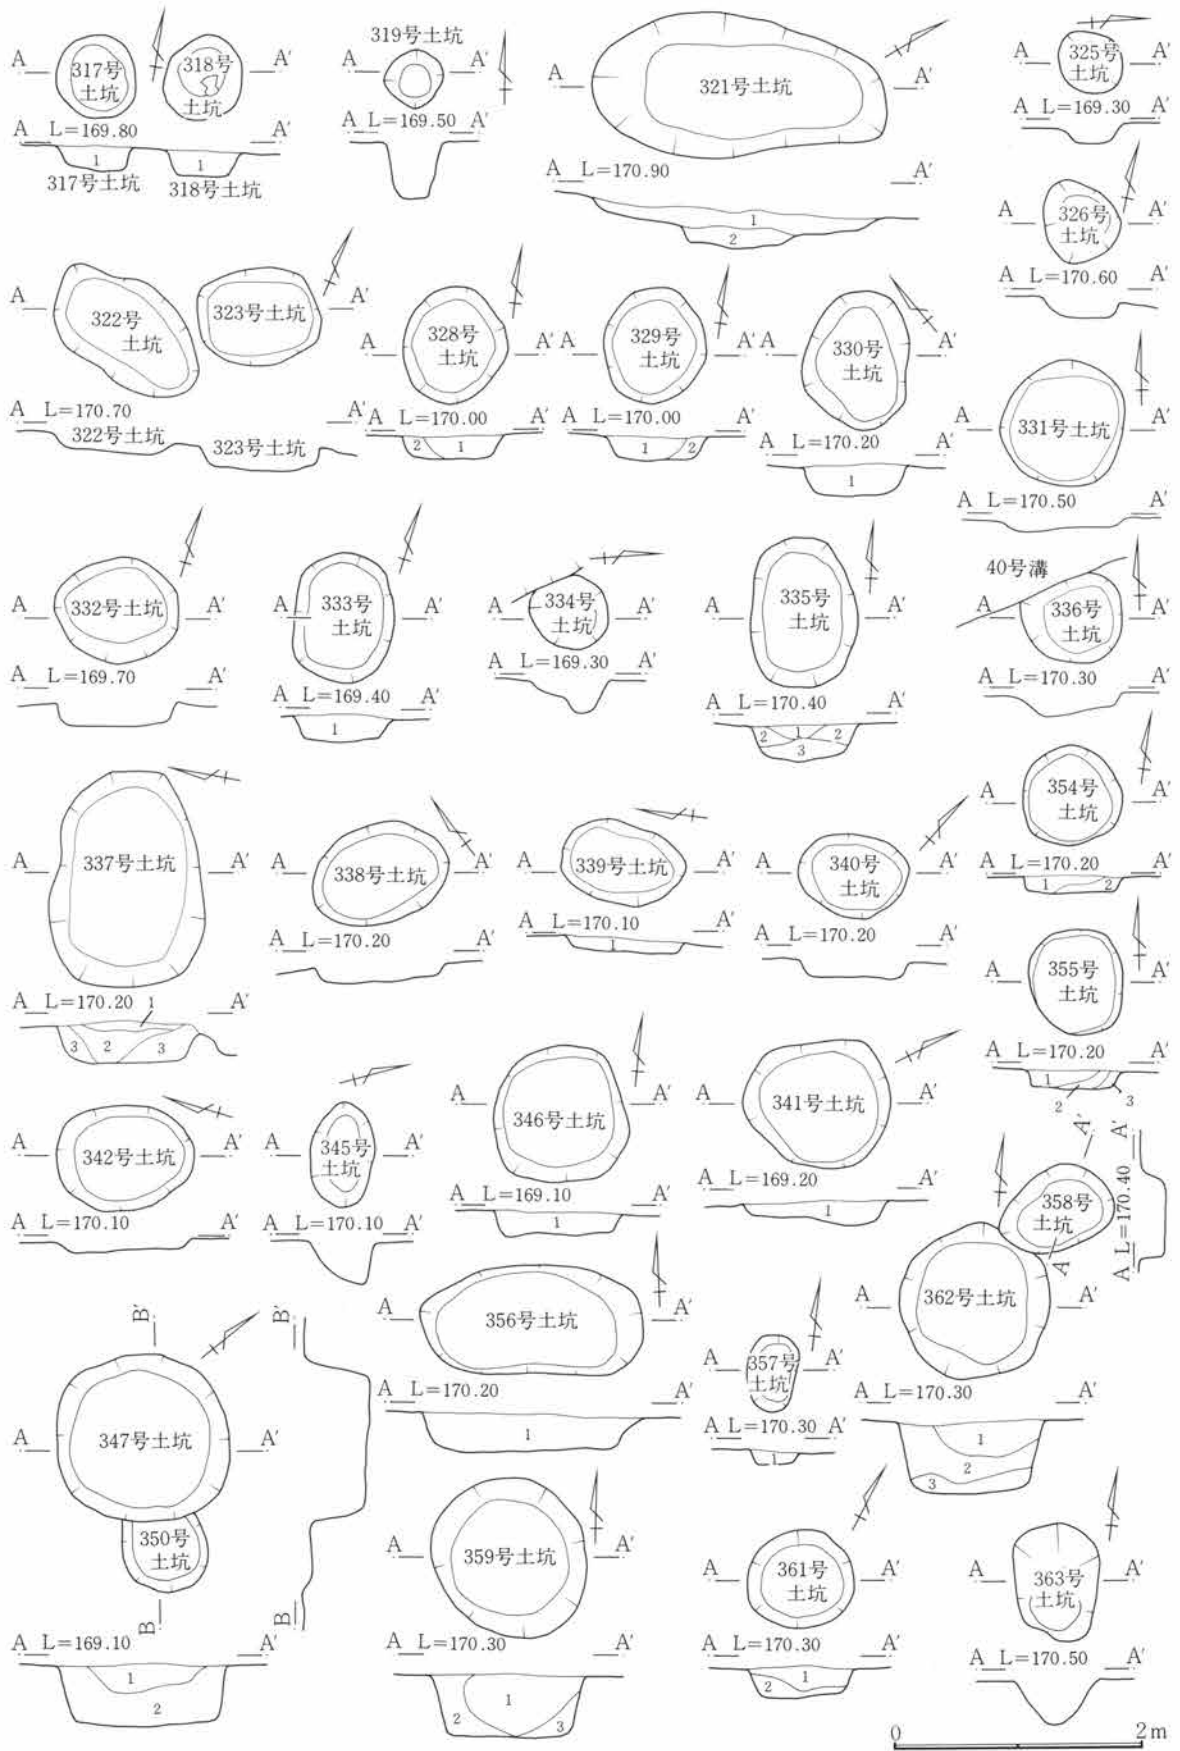 A 317号 土坑 318号 土坑 A′
A L=169.80 A′
1 1
317号土坑 318号土坑
319号土坑
A A′
A L=169.50 A′
A 321号土坑 A′
A L=170.90 A′
1
2
A 325号 土坑 A′
A L=169.30 A′
A 326号 土坑 A′
A L=170.60 A′
A 322号 土坑 323号土坑 A′
A L=170.70 A′
322号土坑 323号土坑
A 328号 土坑 A′
A L=170.00 A′
2 1
A 329号 土坑 A′
A L=170.00 A′
1 2
A 330号 土坑 A′
A L=170.20 A′
1
A 331号土坑 A′
A L=170.50 A′
A 332号土坑 A′
A L=169.70 A′
A 333号 土坑 A′
A L=169.40 A′
1
A 334号 土坑 A′
A L=169.30 A′
A 335号 土坑 A′
A L=170.40 A′
2 1 2
3
40号溝
A 336号 土坑 A′
A L=170.30 A′
A 337号土坑 A′
A L=170.20 1 A′
3 2 3
A 338号土坑 A′
A L=170.20 A′
A 339号土坑 A′
A L=170.10 A′
1
A 340号 土坑 A′
A L=170.20 A′
A 354号 土坑 A′
A L=170.20 A′
1 2
A 355号 土坑 A′
A L=170.20 A′
1
2 3
A 342号土坑 A′
A L=170.10 A′
A 345号 土坑 A′
A L=170.10 A′
A 346号土坑 A′
A L=169.10 A′
1
A 341号土坑 A′
A L=169.20 A′
1
A′ 358号 土坑 A
A L=170.40 A′
A 362号土坑 A′
A L=170.30 A′
1
2
3
A 356号土坑 A′
A L=170.20 A′
1
A 357号 土坑 A′
A L=170.30 A′
1
B′ B′
A 347号土坑 A′
350号 土坑
B B
A L=169.10 A′
1
2
A 359号土坑 A′
A L=170.30 A′
1
2 3
A 361号 土坑 A′
A L=170.30 A′
2 1
A 363号 土坑 A′
A L=170.50 A′
0 2m